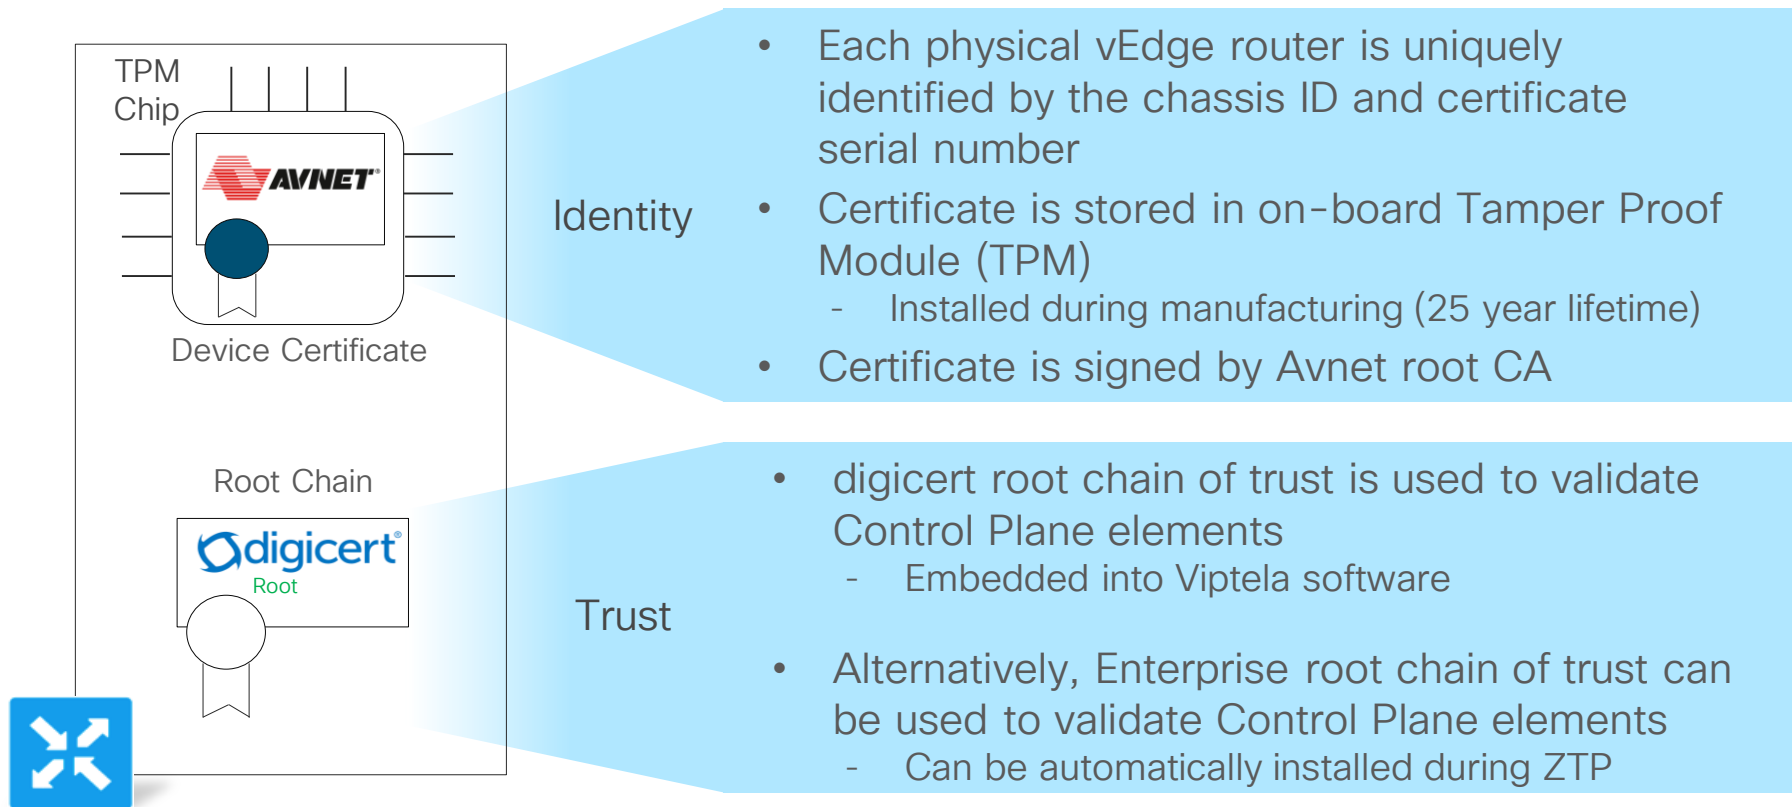 TPM
Chip
AVNET®
Device Certificate
Identity
• Each physical vEdge router is uniquely
identified by the chassis ID and certificate
serial number
• Certificate is stored in on-board Tamper Proof
Module (TPM)
- Installed during manufacturing (25 year lifetime)
• Certificate is signed by Avnet root CA
Root Chain
digicert®
Root
Trust
• digicert root chain of trust is used to validate
Control Plane elements
- Embedded into Viptela software
• Alternatively, Enterprise root chain of trust can
be used to validate Control Plane elements
- Can be automatically installed during ZTP